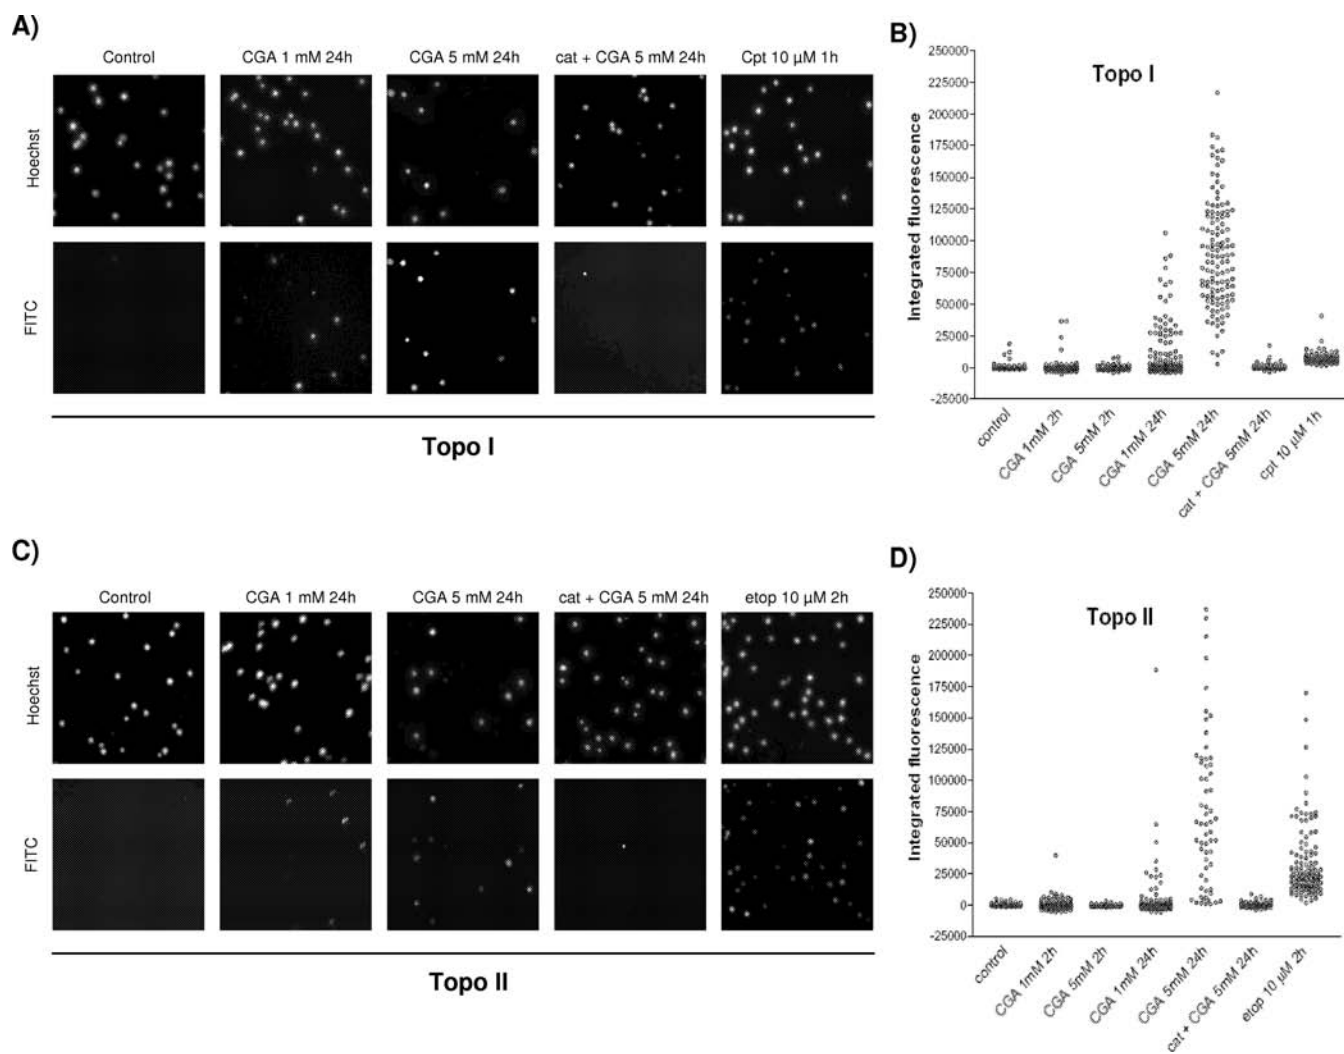 A)
Control
CGA 1 mM 24h
CGA 5 mM 24h
cat + CGA 5 mM 24h
Cpt 10 µM 1h
Hoechst
FITC
Topo I
B)
Topo I
Integrated fluorescence
250000
225000
200000
175000
150000
125000
100000
75000
50000
25000
0
-25000
control
CGA 1mM 2h
CGA 5mM 2h
CGA 1mM 24h
CGA 5mM 24h
cat + CGA 5mM 24h
cpt 10 µM 1h
C)
Control
CGA 1 mM 24h
CGA 5 mM 24h
cat + CGA 5 mM 24h
etop 10 µM 2h
Hoechst
FITC
Topo II
D)
Topo II
Integrated fluorescence
250000
225000
200000
175000
150000
125000
100000
75000
50000
25000
0
-25000
control
CGA 1mM 2h
CGA 5mM 2h
CGA 1mM 24h
CGA 5mM 24h
cat + CGA 5mM 24h
etop 10 µM 2h